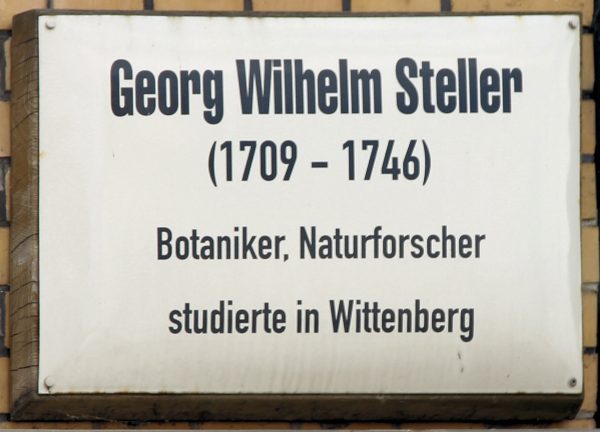 Georg Wilhelm Steller
(1709 - 1746)
Botaniker, Naturforscher
studierte in Wittenberg